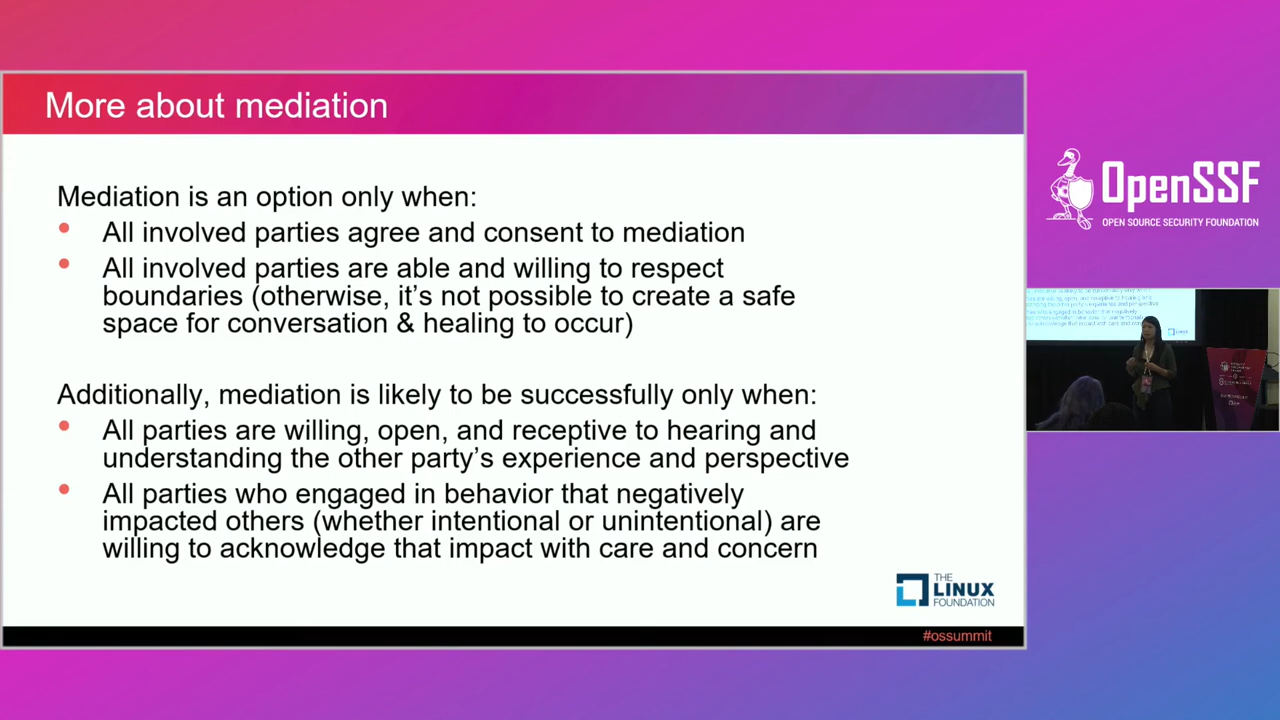 More about mediation
Mediation is an option only when:
• All involved parties agree and consent to mediation
• All involved parties are able and willing to respect
boundaries (otherwise, it's not possible to create a safe
space for conversation & healing to occur)
Additionally, mediation is likely to be successfully only when:
• All parties are willing, open, and receptive to hearing and
understanding the other party's experience and perspective
• All parties who engaged in behavior that negatively
impacted others (whether intentional or unintentional) are
willing to acknowledge that impact with care and concern
THE
LINUX
FOUNDATION
#ossummit
OpenSSF
OPEN SOURCE SECURITY FOUNDATION